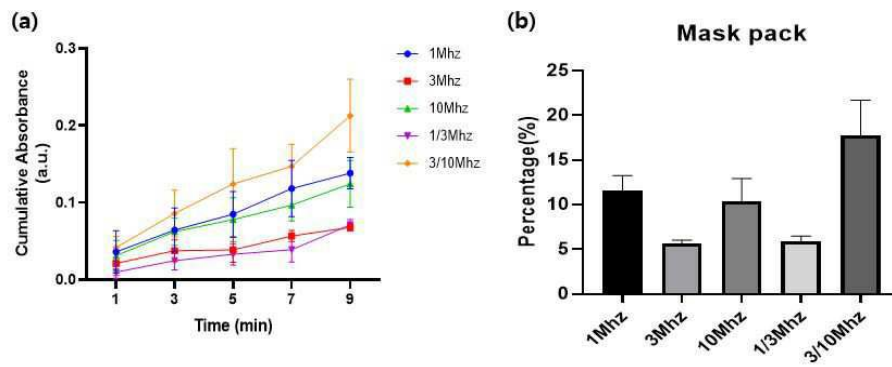 (a)
0.3
0.2
0.1
0.0
Cumulative Absorbance
(a.u.)
1 3 5 7 9
Time (min)
1Mhz
3Mhz
10Mhz
1/3Mhz
3/10Mhz
(b)
Mask pack
25
20
15
10
5
0
Percentage(%)
1Mhz
3Mhz
10Mhz
1/3Mhz
3/10Mhz